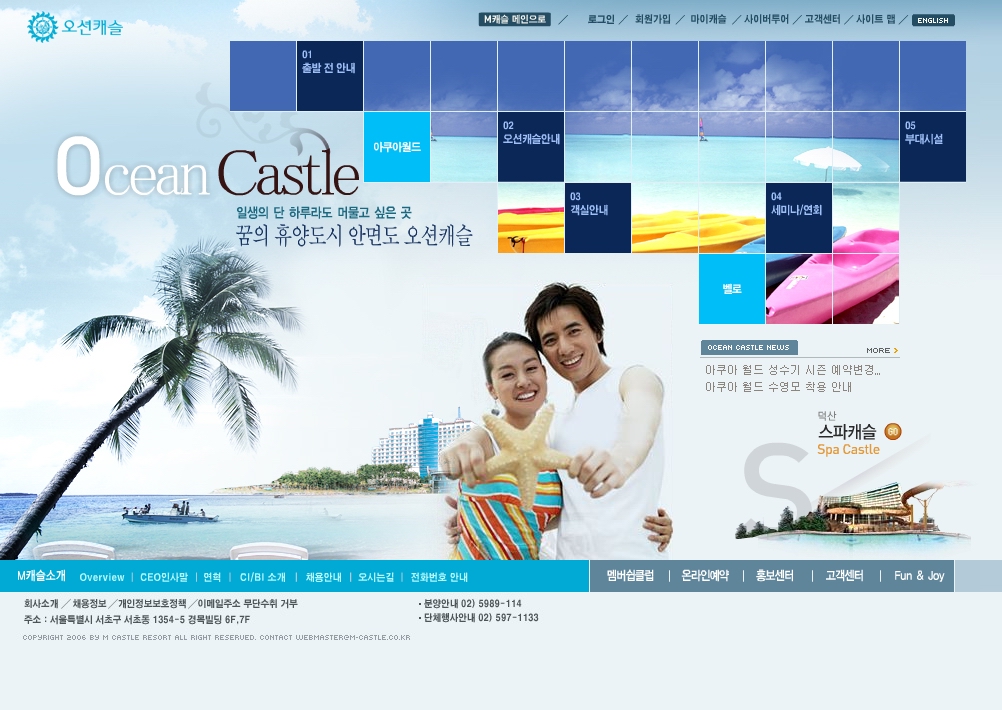 오션캐슬
M캐슬 메인으로 ／ 로그인 ／ 회원가입 ／ 마이캐슬 ／ 사이버투어 ／ 고객센터 ／ 사이트 맵 ／ ENGLISH
01
출발 전 안내
아쿠아월드
02
오션캐슬안내
05
부대시설
Ocean Castle
03
객실안내
04
세미나/연회
일생의 단 하루라도 머물고 싶은 곳
꿈의 휴양도시 안면도 오션캐슬
벨로
OCEAN CASTLE NEWS
MORE
아쿠아 월드 성수기 시즌 예약변경...
아쿠아 월드 수영모 착용 안내
덕산
스파캐슬 60
Spa Castle
S
M캐슬소개 Overview | CEO인사말 | 연혁 | CI/BI 소개 | 채용안내 | 오시는길 | 전화번호 안내
멤버쉽클럽 | 온라인예약 | 홍보센터 | 고객센터 | Fun & Joy
회사소개 ／ 채용정보 ／ 개인정보보호정책 ／ 이메일주소 무단수취 거부
• 분양안내 02) 5989-114
주소 : 서울특별시 서초구 서초동 1354-5 경목빌딩 6F,7F
• 단체행사안내 02) 597-1133
COPYRIGHT 2006 BY M CASTLE RESORT ALL RIGHT RESERVED. CONTACT WEBMASTER@M-CASTLE.CO.KR